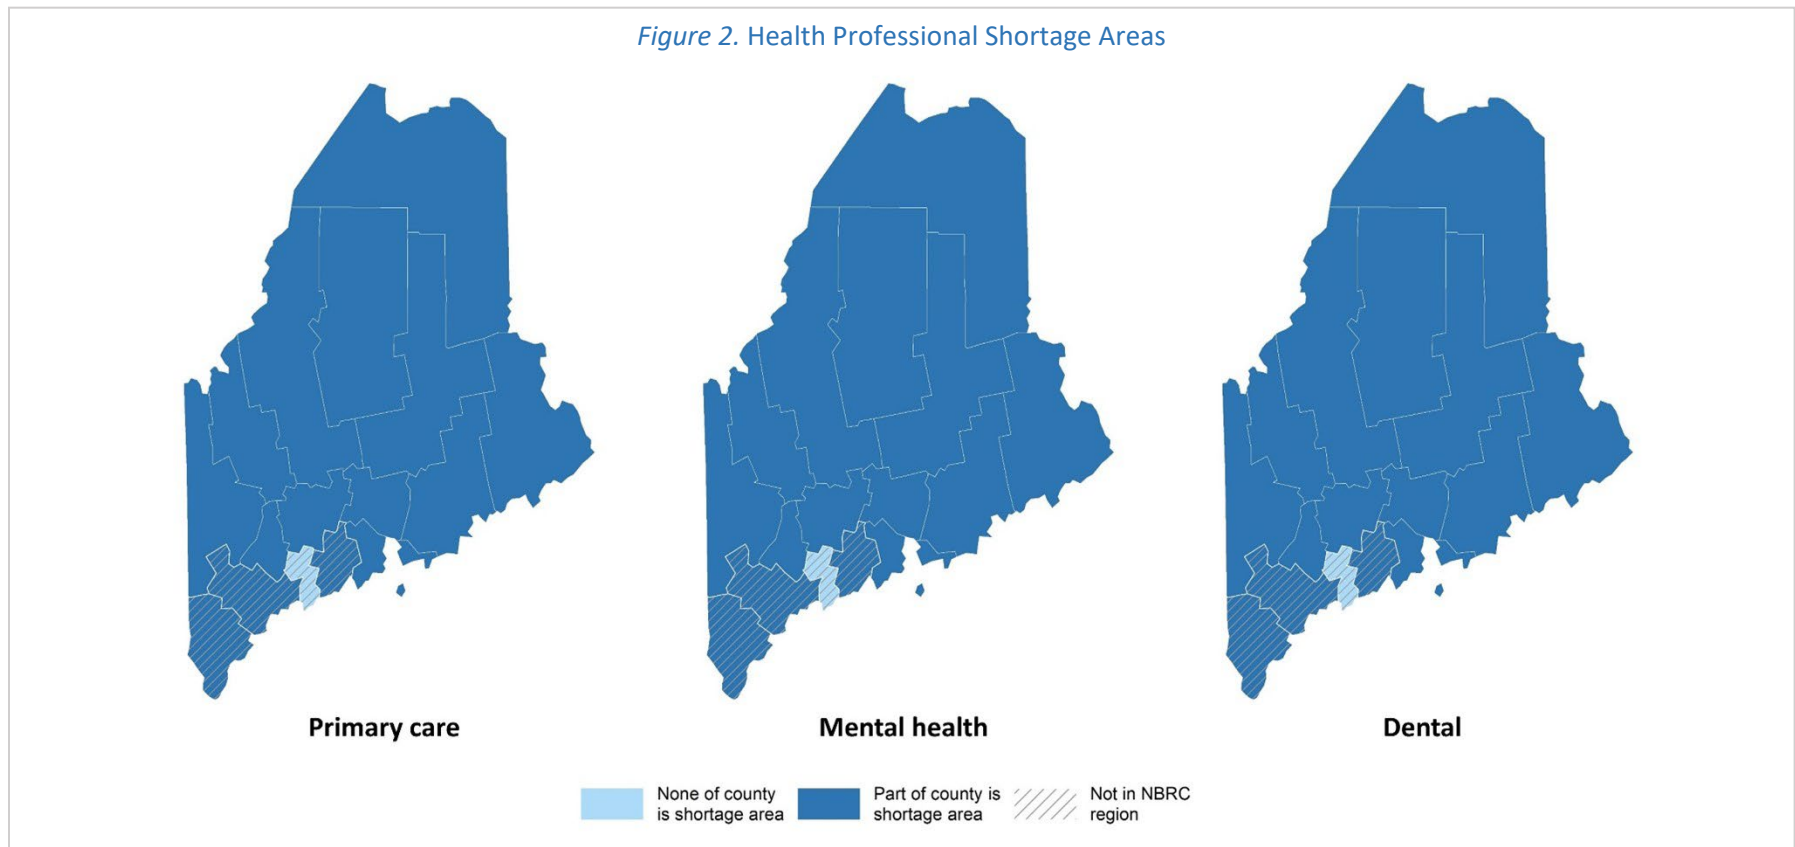 Figure 2. Health Professional Shortage Areas
Primary care
Mental health
Dental
None of county
is shortage area
Part of county is
shortage area
Not in NBRC
region